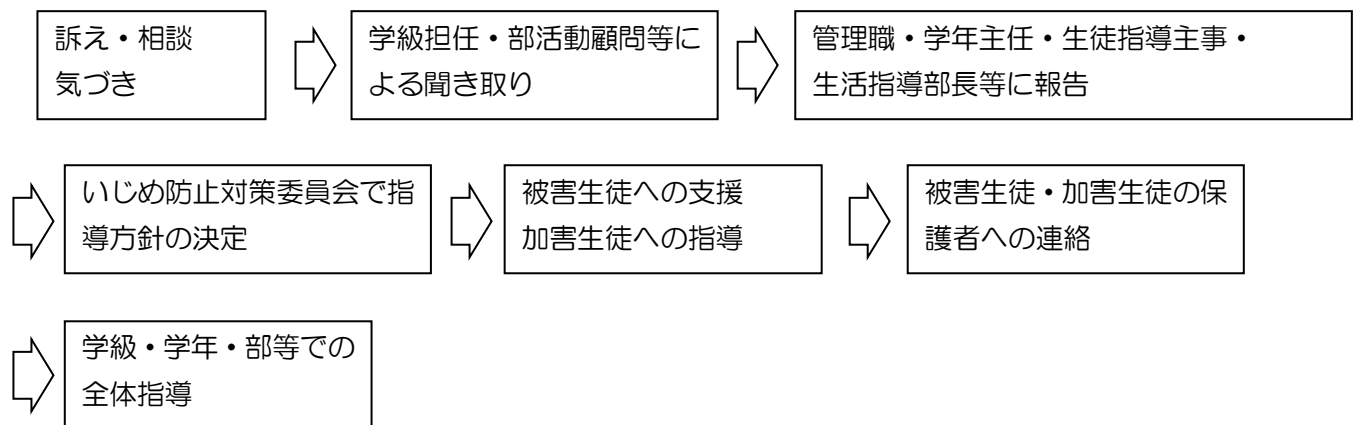 訴え・相談
気づき
学級担任・部活動顧問等に
よる聞き取り
管理職・学年主任・生徒指導主事・
生活指導部長等に報告
いじめ防止対策委員会で指
導方針の決定
被害生徒への支援
加害生徒への指導
被害生徒・加害生徒の保
護者への連絡
学級・学年・部等での
全体指導